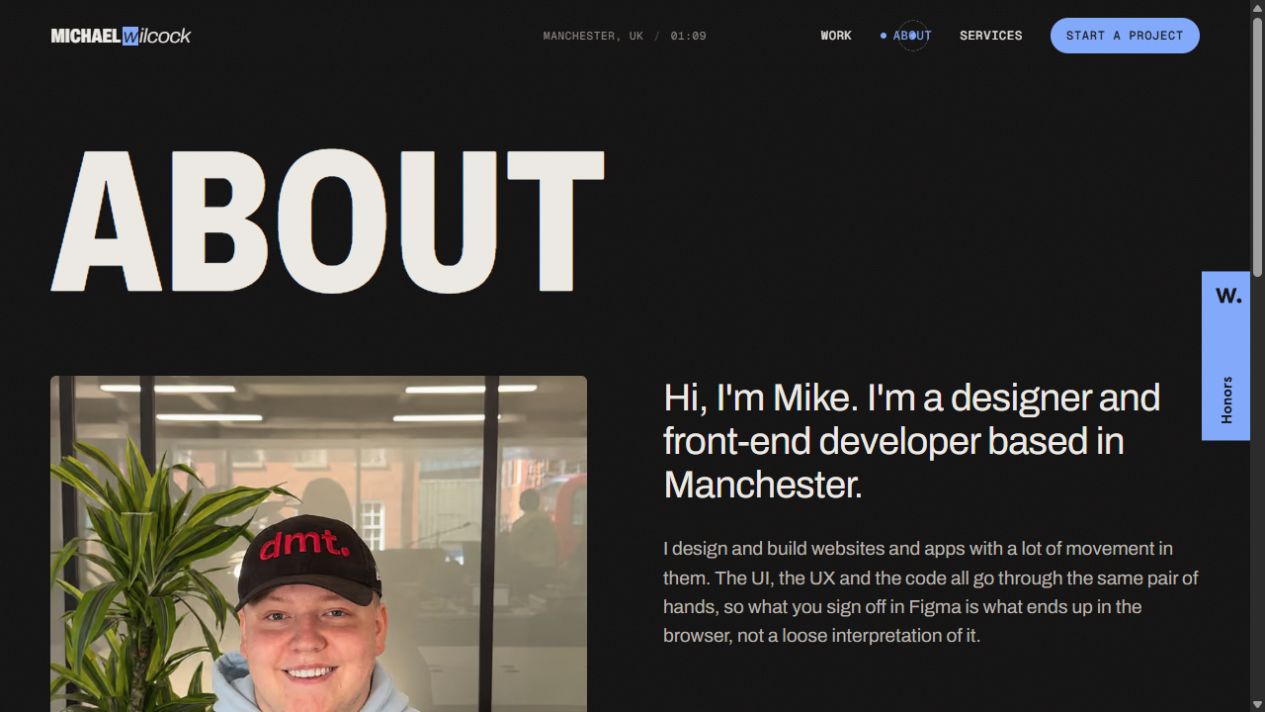 MICHAELwilcock
MANCHESTER, UK / 01:09
WORK
ABOUT
SERVICES
START A PROJECT
ABOUT
W.
Honors
dmt.
Hi, I'm Mike. I'm a designer and
front-end developer based in
Manchester.
I design and build websites and apps with a lot of movement in
them. The UI, the UX and the code all go through the same pair of
hands, so what you sign off in Figma is what ends up in the
browser, not a loose interpretation of it.